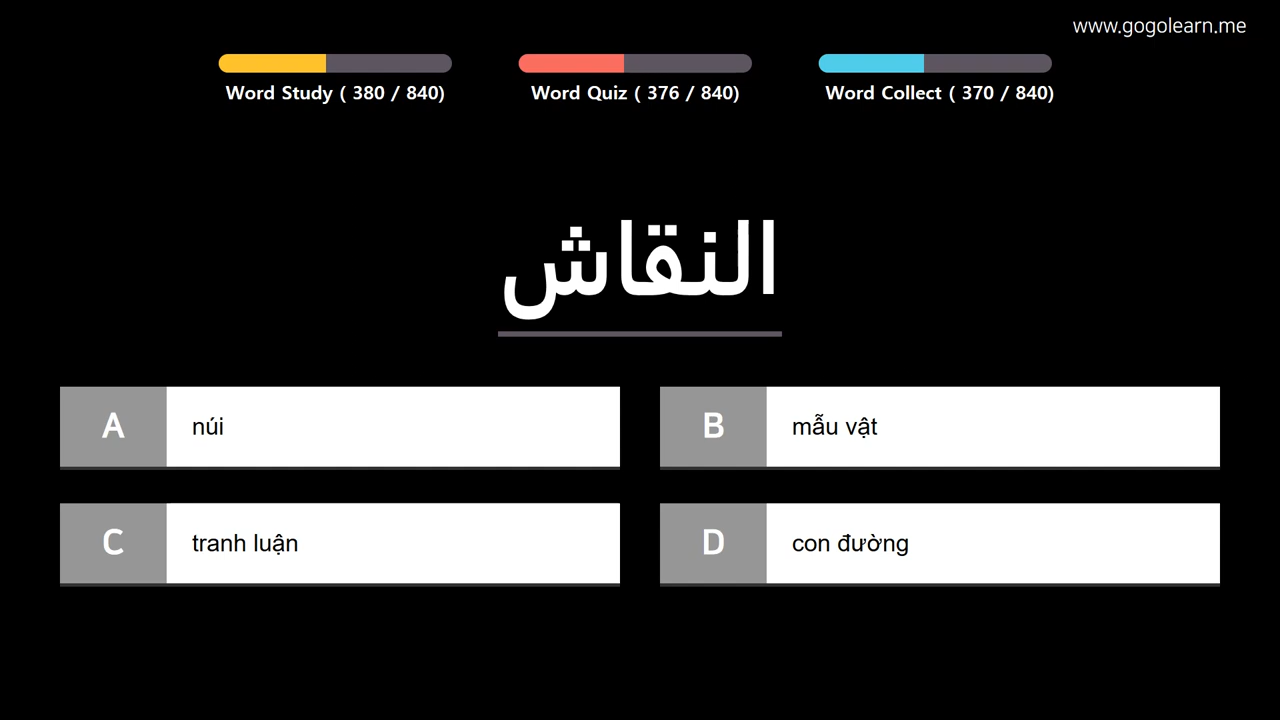 www.gogolearn.me
Word Study ( 380 / 840)
Word Quiz ( 376 / 840)
Word Collect ( 370 / 840)
النقاش
A núi
B mẫu vật
C tranh luận
D con đường